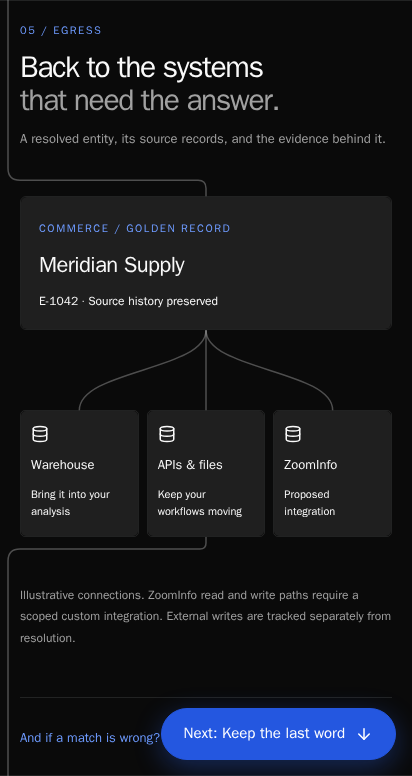 05 / EGRESS
Back to the systems
that need the answer.
A resolved entity, its source records, and the evidence behind it.
COMMERCE / GOLDEN RECORD
Meridian Supply
E-1042 · Source history preserved
Warehouse
Bring it into your
analysis
APIs & files
Keep your
workflows moving
ZoomInfo
Proposed
integration
Illustrative connections. ZoomInfo read and write paths require a
scoped custom integration. External writes are tracked separately from
resolution.
And if a match is wrong?
Next: Keep the last word